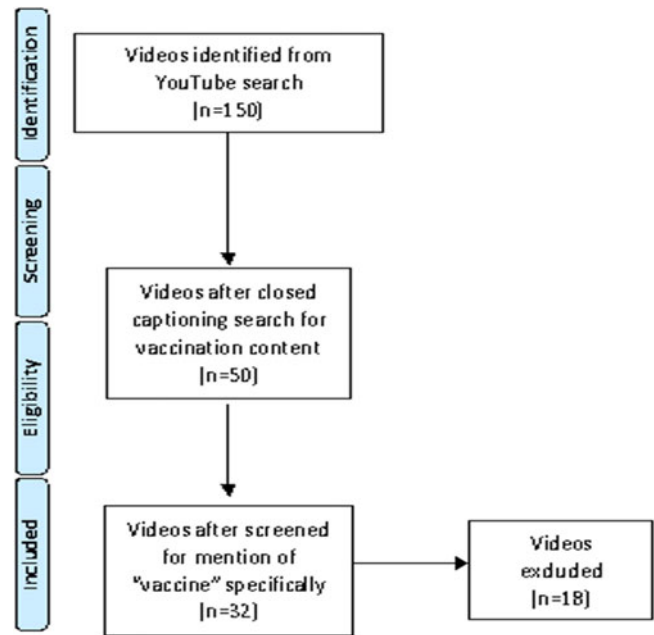 Identification
Videos identified from
YouTube search
(n=150)
Screening
Videos after closed
captioning search for
vaccination content
(n=50)
Eligibility
Included
Videos after screened
for mention of
"vaccine" specifically
(n=32)
Videos
excluded
(n=18)